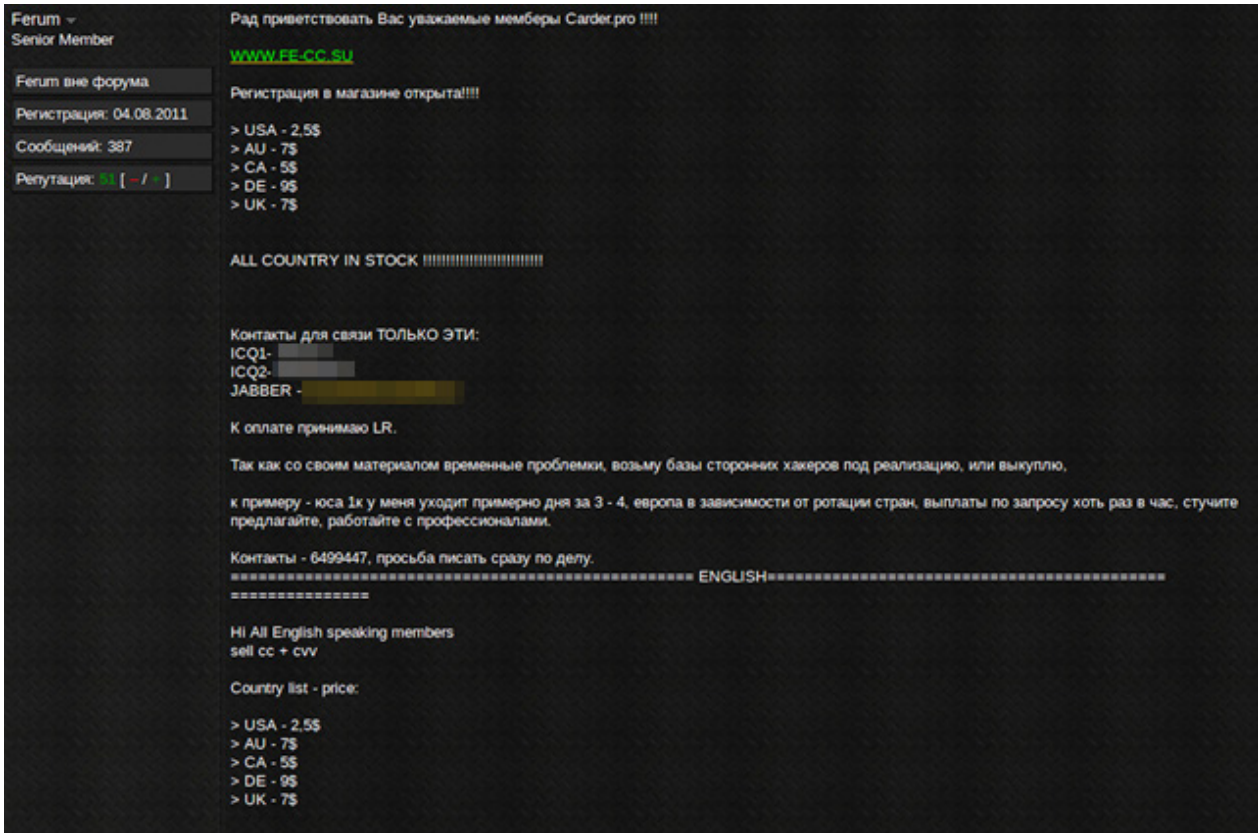 Ferum
Senior Member
Ferum вне форума
Регистрация: 04.08.2011
Сообщений: 387
Репутация: 51 [ – / + ]
Рад приветствовать Вас уважаемые мемберы Carder.pro !!!!
WWW.FE-CC.SU
Регистрация в магазине открыта!!!!
> USA - 2,5$
> AU - 7$
> CA - 5$
> DE - 9$
> UK - 7$
ALL COUNTRY IN STOCK !!!!!!!!!!!!!!!!!!!!!!!!!!!!
Контакты для связи ТОЛЬКО ЭТИ:
ICQ1-
ICQ2-
JABBER -
К оплате принимаю LR.
Так как со своим материалом временные проблемки, возьму базы сторонних хакеров под реализацию, или выкуплю,
к примеру - юса 1к у меня уходит примерно дня за 3 - 4, европа в зависимости от ротации стран, выплаты по запросу хоть раз в час, стучите
предлагайте, работайте с профессионалами.
Контакты - 6499447, просьба писать сразу по делу.
================================================== ENGLISH===========================================
===============
Hi All English speaking members
sell cc + cvv
Country list - price:
> USA - 2,5$
> AU - 7$
> CA - 5$
> DE - 9$
> UK - 7$